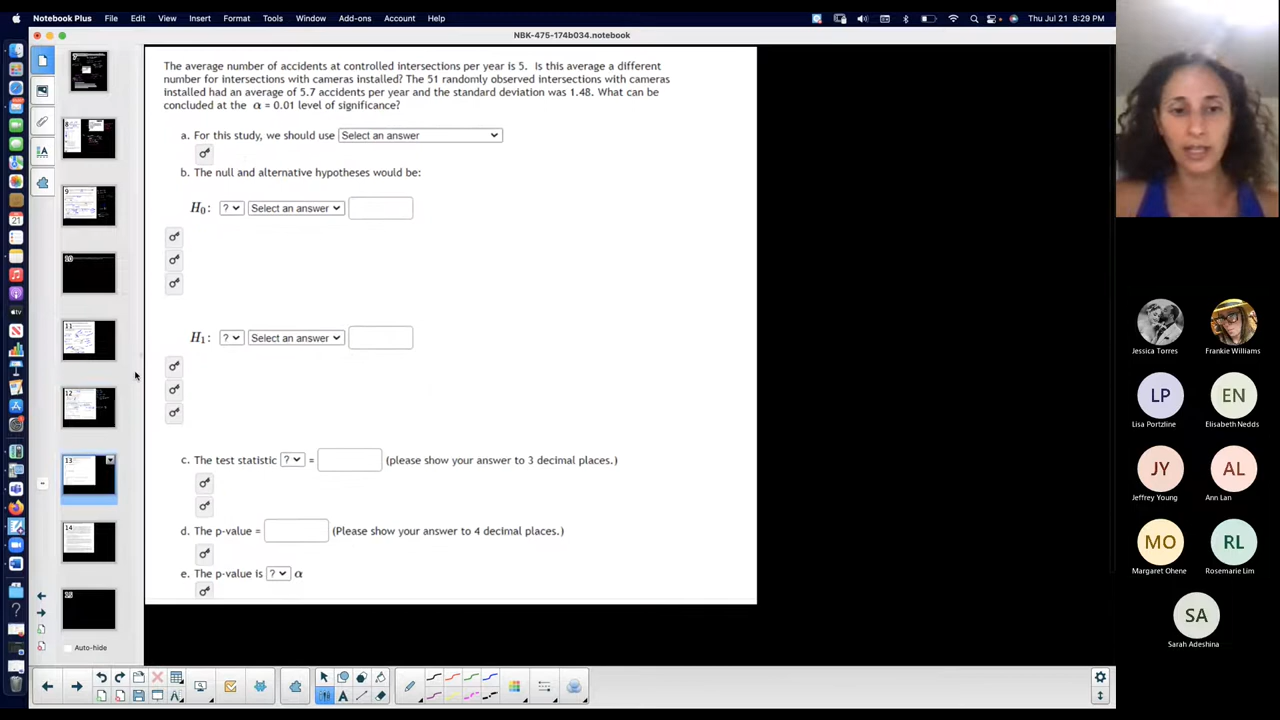 Notebook Plus File Edit View Insert Format Tools Window Add-ons Account Help
Thu Jul 21 8:29 PM
NBK-475-174b034.notebook
The average number of accidents at controlled intersections per year is 5. Is this average a different
number for intersections with cameras installed? The 51 randomly observed intersections with cameras
installed had an average of 5.7 accidents per year and the standard deviation was 1.48. What can be
concluded at the α = 0.01 level of significance?
a. For this study, we should use Select an answer
b. The null and alternative hypotheses would be:
H0: ? Select an answer
H1: ? Select an answer
c. The test statistic ? = (please show your answer to 3 decimal places.)
d. The p-value = (Please show your answer to 4 decimal places.)
e. The p-value is ? α
8
9
10
11
12
13
14
Auto-hide
Jessica Torres
Frankie Williams
LP
EN
Lisa Portzline
Elisabeth Nedds
JY
AL
Jeffrey Young
Ann Lan
MO
RL
Margaret Ohene
Rosemarie Lim
SA
Sarah Adeshina